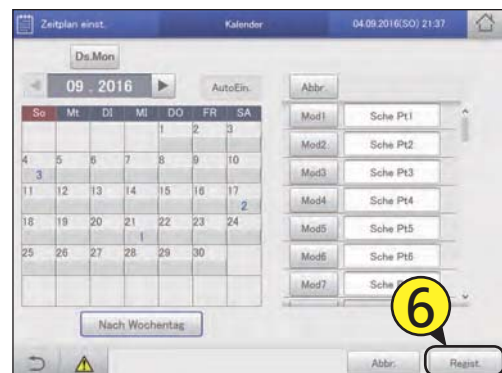 Zeitplan einst. Kalender 04.09.2016(SO) 21:37
Ds.Mon
09 . 2016 AutoEin. Abbr.
So Mt DI MI DO FR SA
1 2 3
4 5 6 7 8 9 10
3
11 12 13 14 15 16 17
2
18 19 20 21 22 23 24
1
25 26 27 28 29 30
Mod1 Sche Pt1
Mod2 Sche Pt2
Mod3 Sche Pt3
Mod4 Sche Pt4
Mod5 Sche Pt5
Mod6 Sche Pt6
Mod7 Sche
Nach Wochentag
6
Abbr. Regist.